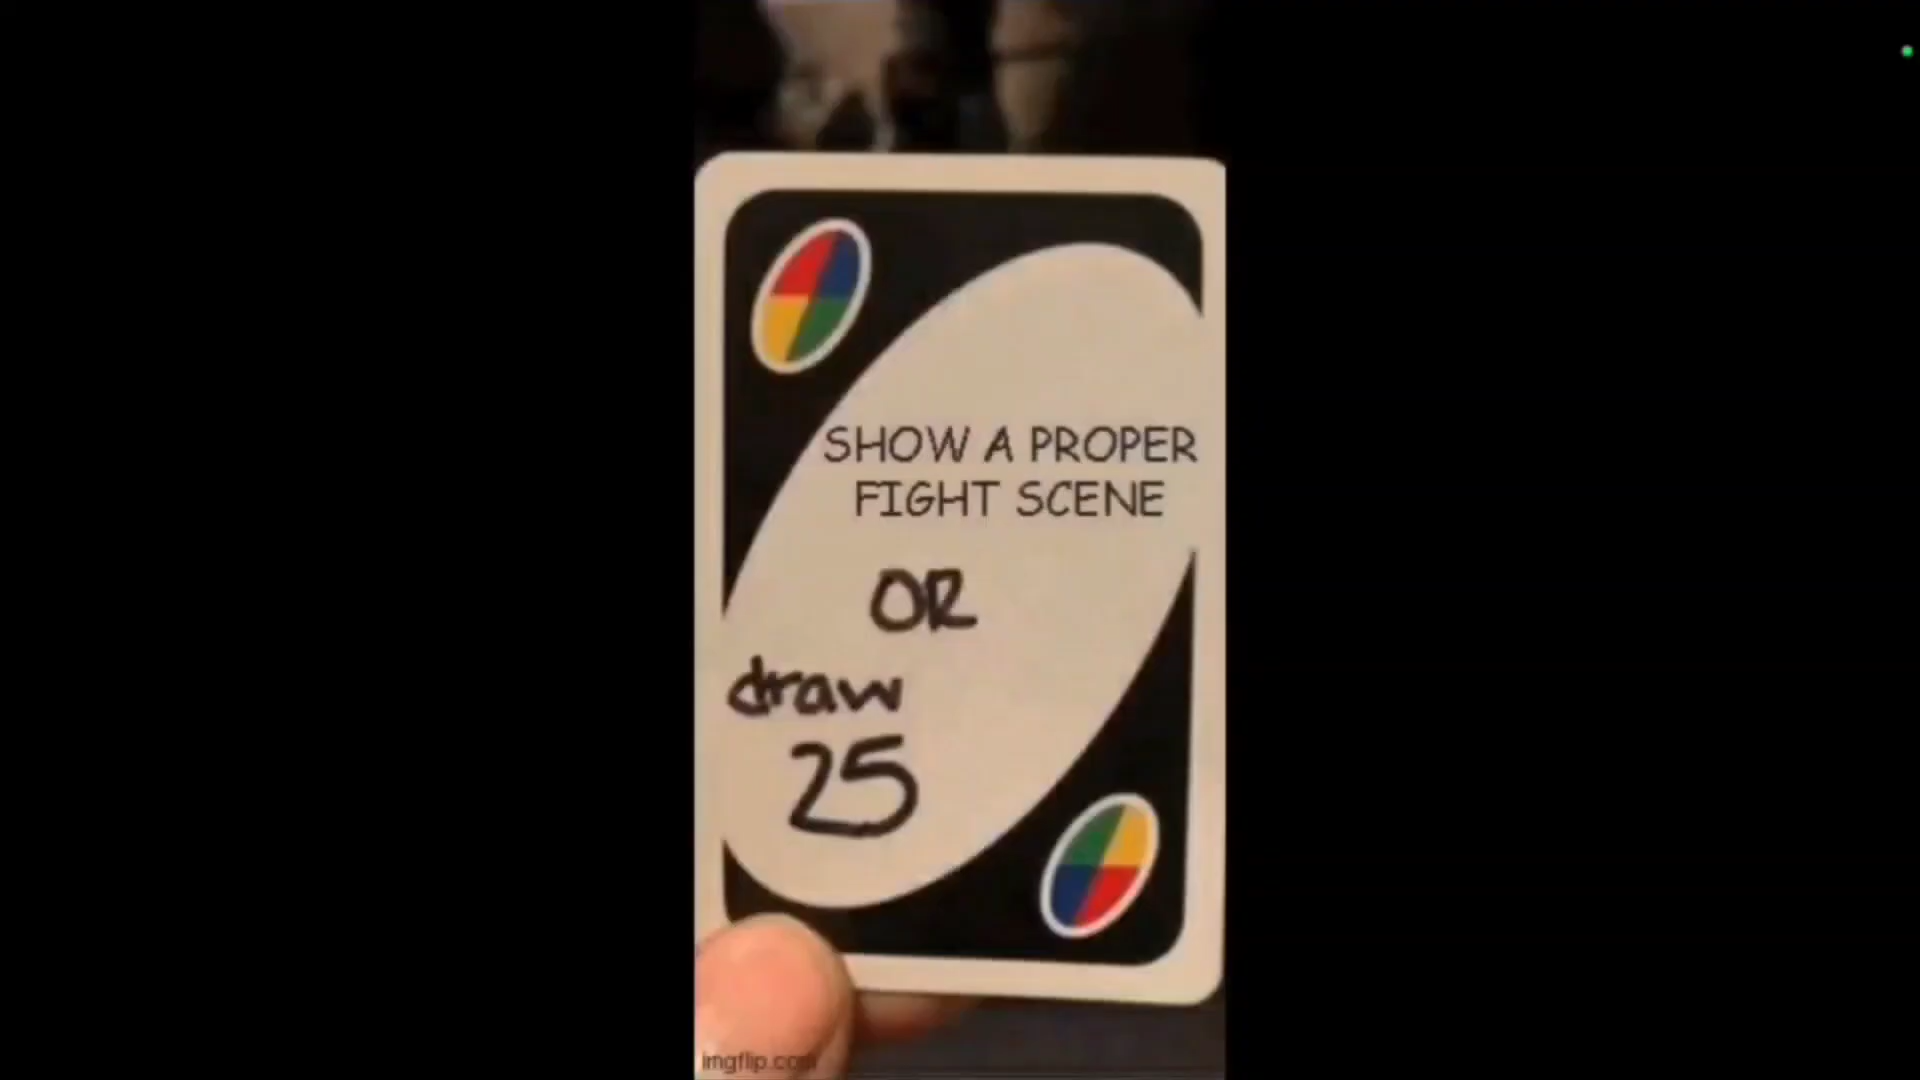 SHOW A PROPER
FIGHT SCENE
OR
draw
25
imgflip.com